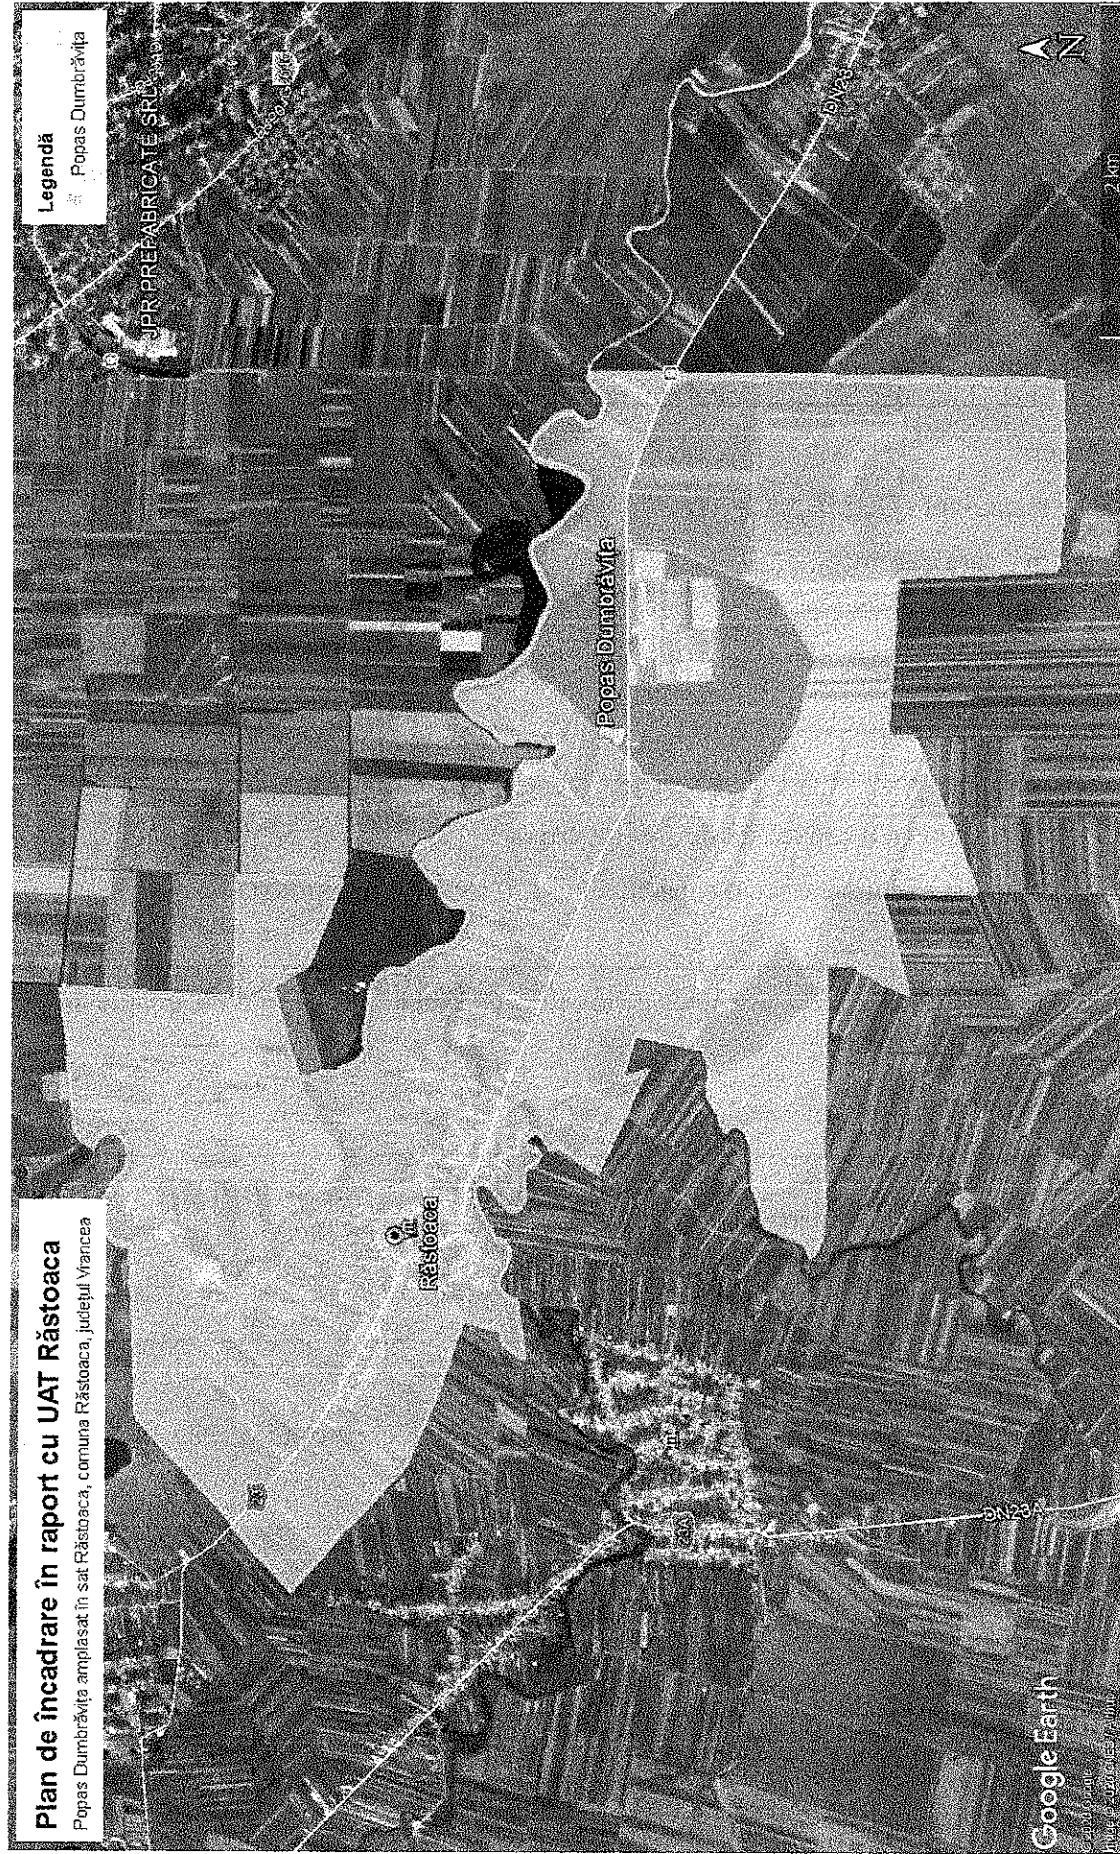 Plan de încadrare în raport cu UAT Răstoaca
Popas Dumbrăvița amplasat în sat Răstoaca, comuna Răstoaca, județul Vrancea
Legendă
Popas Dumbrăvița
JPR PREFABRICATE SRL
Răstoaca
Popas Dumbrăvița
DN23A
Google Earth
N
2 km